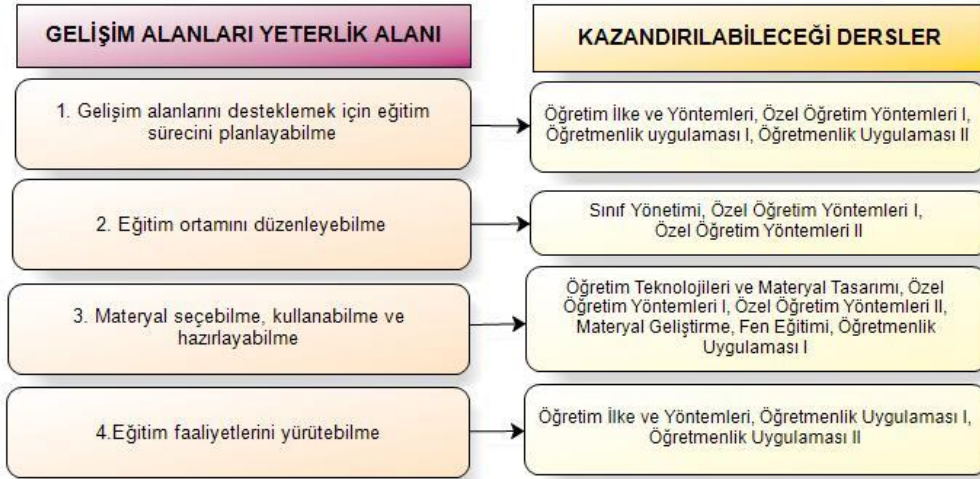 GELİŞİM ALANLARI YETERLİK ALANI
KAZANDIRILABİLECEĞİ DERSLER
1. Gelişim alanlarını desteklemek için eğitim
sürecini planlayabilme
Öğretim İlke ve Yöntemleri, Özel Öğretim Yöntemleri I,
Öğretmenlik uygulaması I, Öğretmenlik Uygulaması II
2. Eğitim ortamını düzenleyebilme
Sınıf Yönetimi, Özel Öğretim Yöntemleri I,
Özel Öğretim Yöntemleri II
3. Materyal seçebilme, kullanabilme ve
hazırlayabilme
Öğretim Teknolojileri ve Materyal Tasarımı, Özel
Öğretim Yöntemleri I, Özel Öğretim Yöntemleri II,
Materyal Geliştirme, Fen Eğitimi, Öğretmenlik
Uygulaması I
4.Eğitim faaliyetlerini yürütebilme
Öğretim İlke ve Yöntemleri, Öğretmenlik Uygulaması I,
Öğretmenlik Uygulaması II